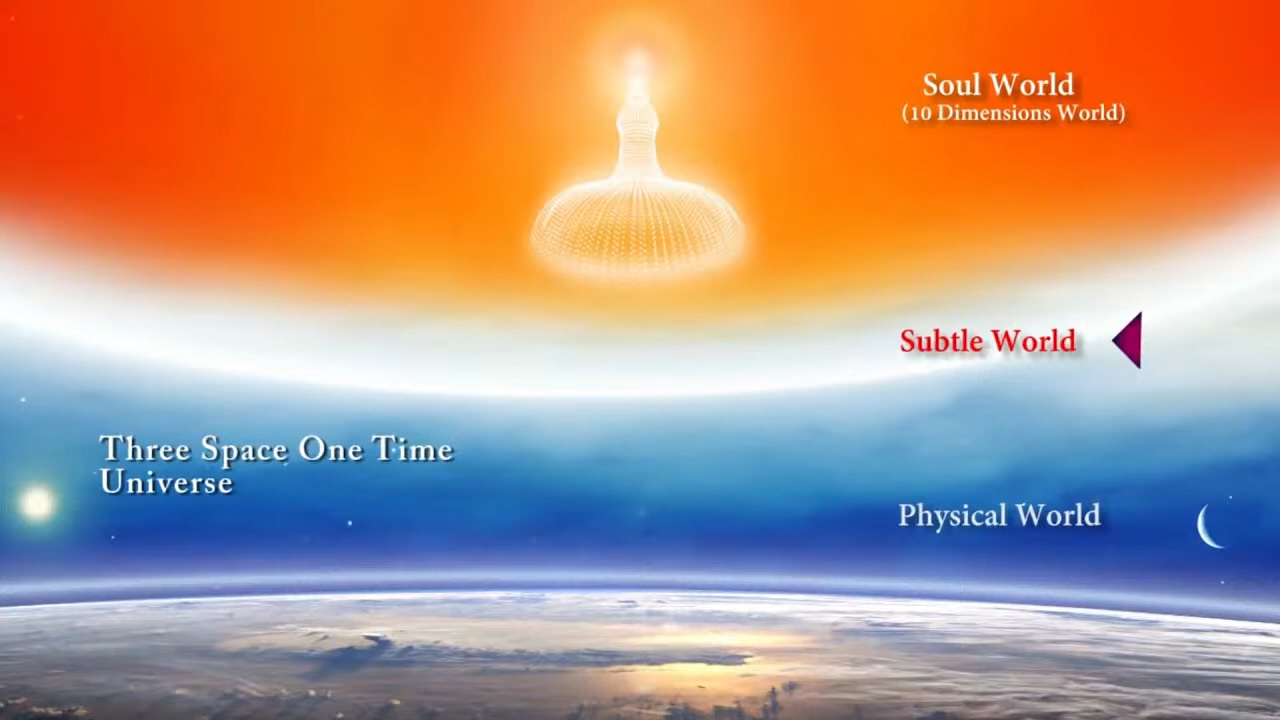 Soul World
(10 Dimensions World)
Subtle World
Three Space One Time
Universe
Physical World